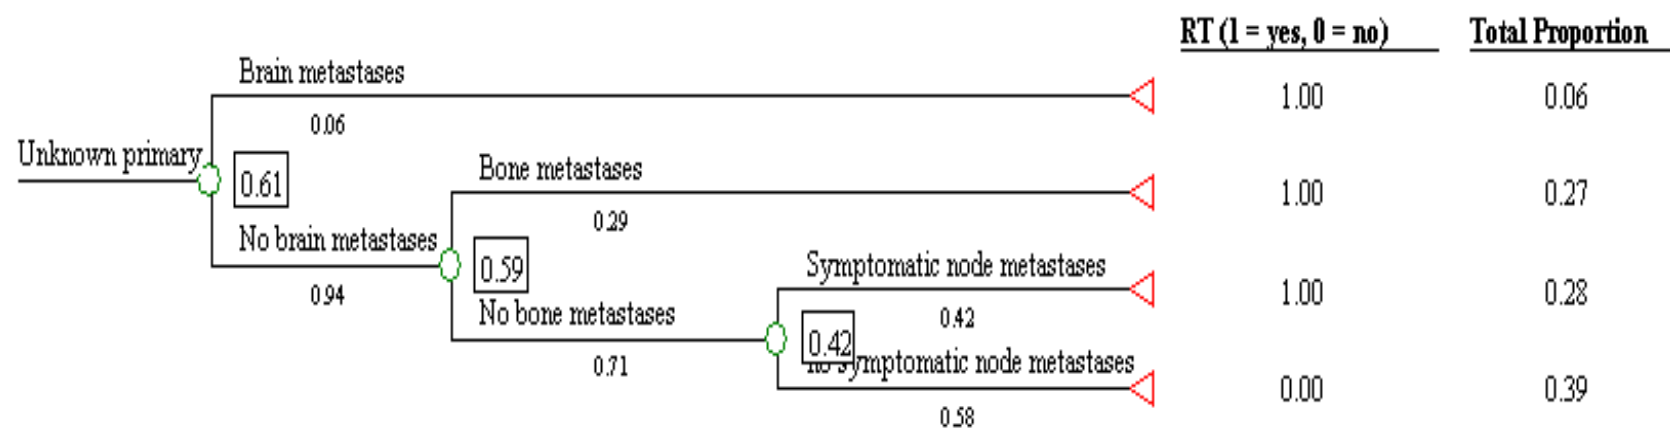 RT (1 = yes, 0 = no) Total Proportion
Brain metastases
1.00 0.06
0.06
Unknown primary
0.61
Bone metastases
1.00 0.27
0.29
No brain metastases
0.94
0.59
Symptomatic node metastases
1.00 0.28
0.42
No bone metastases
0.71
0.42
symptomatic node metastases
0.00 0.39
0.58